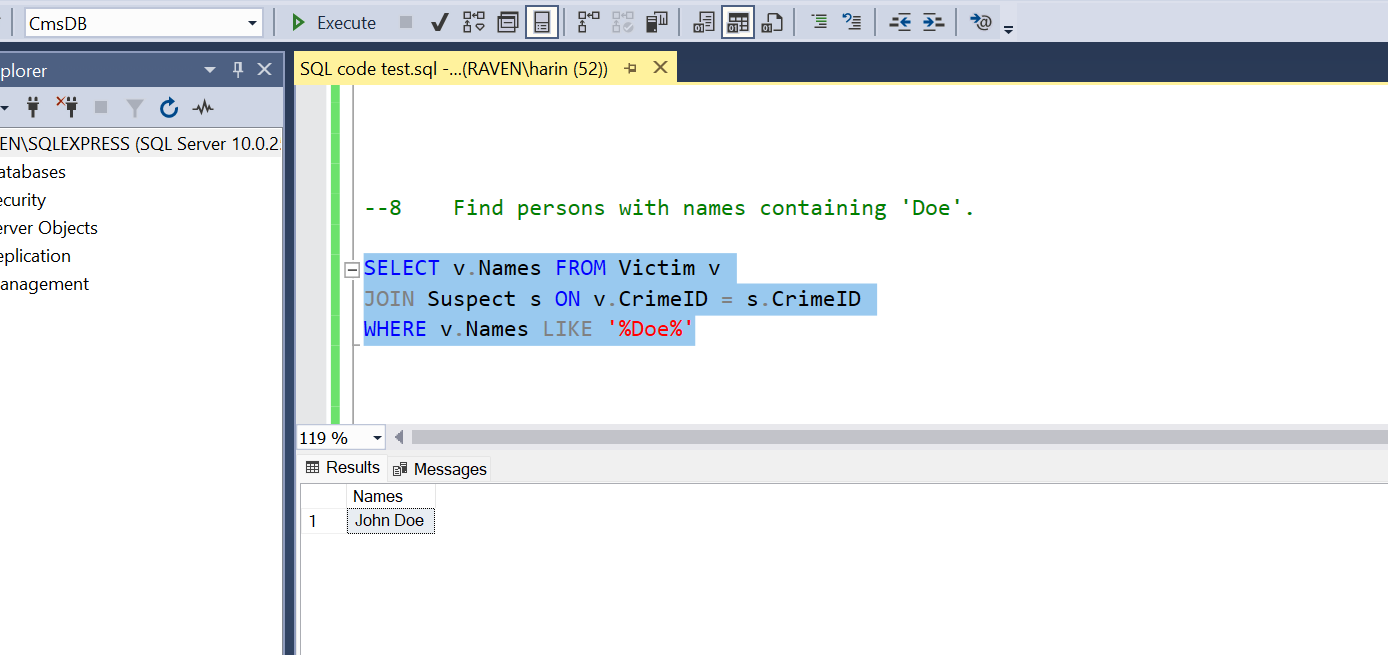 CmsDB
Execute
plorer
SQL code test.sql -...(RAVEN\harin (52))
EN\SQLEXPRESS (SQL Server 10.0.25
atabases
ecurity
erver Objects
eplication
anagement
--8    Find persons with names containing 'Doe'.
SELECT v.Names FROM Victim v
JOIN Suspect s ON v.CrimeID = s.CrimeID
WHERE v.Names LIKE '%Doe%'
119 %
Results
Messages
Names
1
John Doe